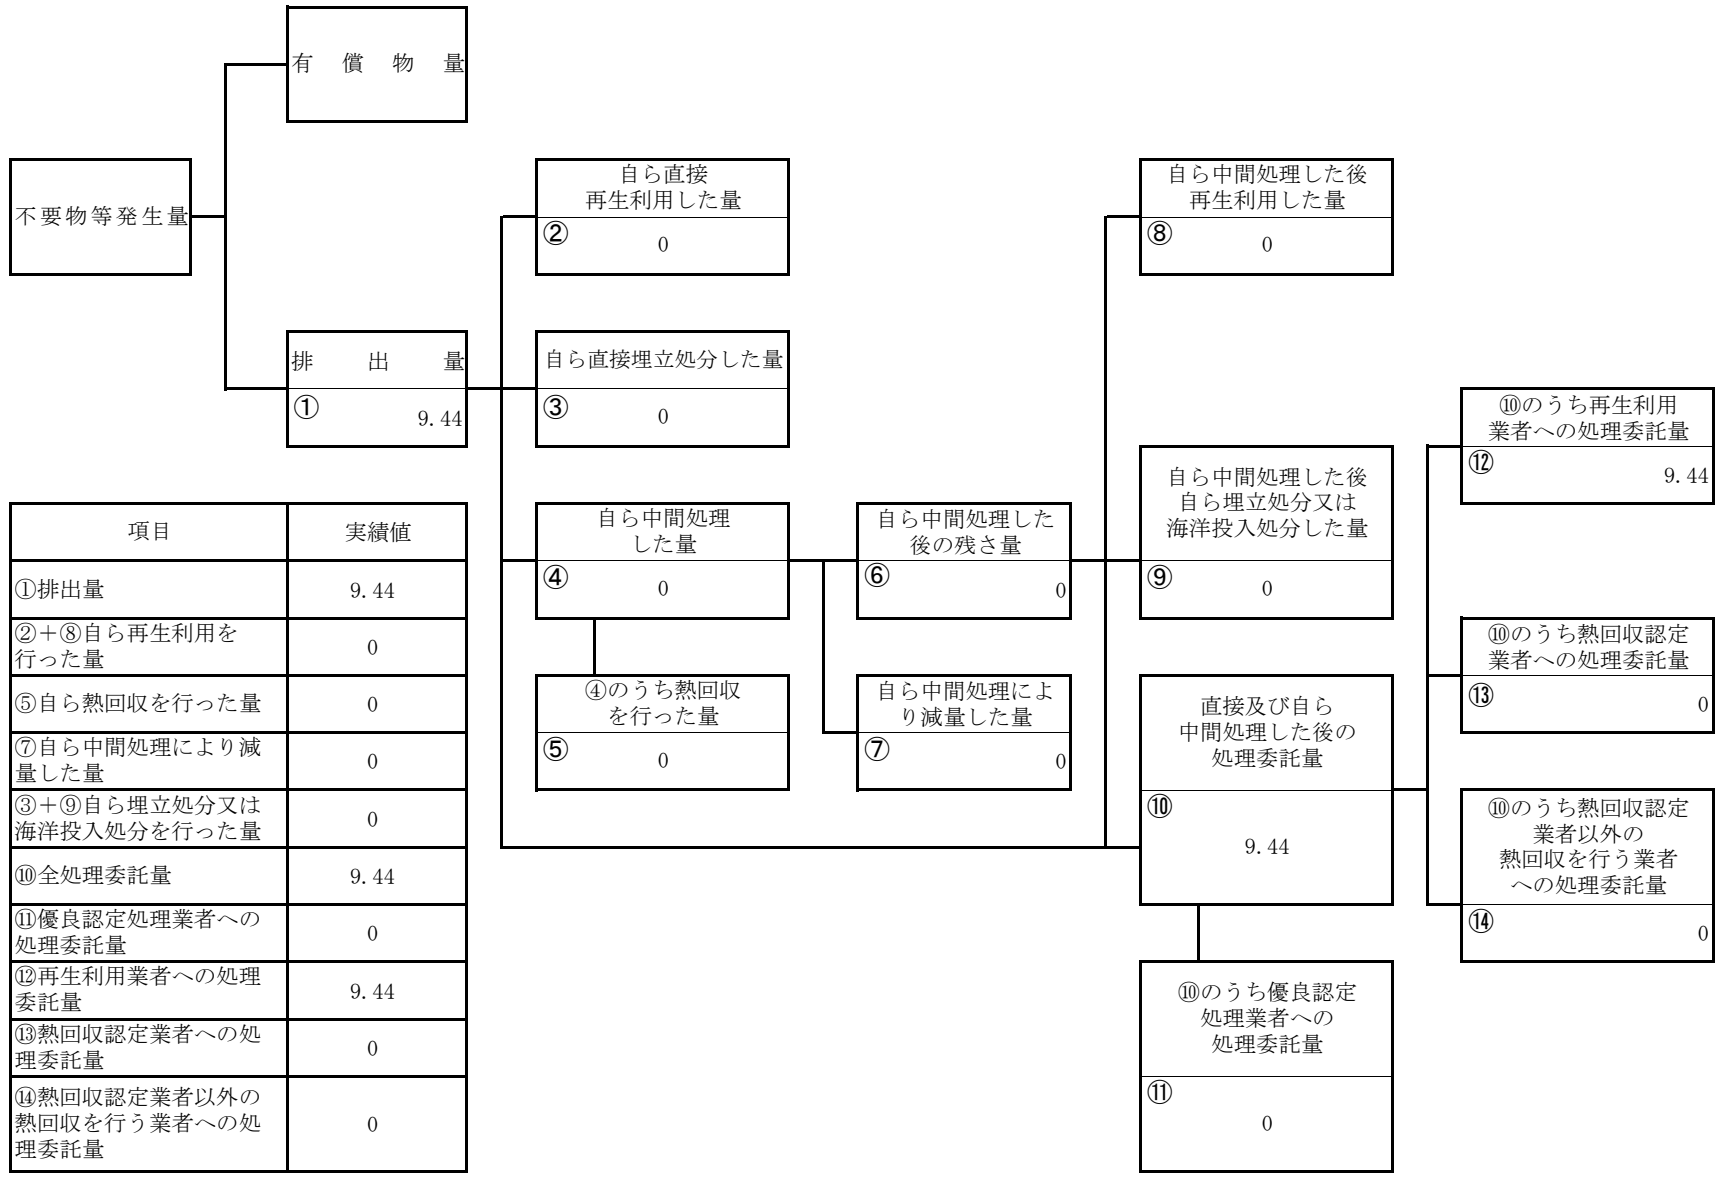 有償物量
不要物等発生量
排出量
①
9.44
自ら直接
再生利用した量
②
0
自ら直接埋立処分した量
③
0
自ら中間処理
した量
④
0
④のうち熱回収
を行った量
⑤
0
自ら中間処理した
後の残さ量
⑥
0
自ら中間処理によ
り減量した量
⑦
0
自ら中間処理した後
再生利用した量
⑧
0
自ら中間処理した後
自ら埋立処分又は
海洋投入処分した量
⑨
0
直接及び自ら
中間処理した後の
処理委託量
⑩
9.44
⑩のうち優良認定
処理業者への
処理委託量
⑪
0
⑩のうち再生利用
業者への処理委託量
⑫
9.44
⑩のうち熱回収認定
業者への処理委託量
⑬
0
⑩のうち熱回収認定
業者以外の
熱回収を行う業者
への処理委託量
⑭
0
項目 実績値
①排出量 9.44
②＋⑧自ら再生利用を
行った量 0
⑤自ら熱回収を行った量 0
⑦自ら中間処理により減
量した量 0
③＋⑨自ら埋立処分又は
海洋投入処分を行った量 0
⑩全処理委託量 9.44
⑪優良認定処理業者への
処理委託量 0
⑫再生利用業者への処理
委託量 9.44
⑬熱回収認定業者への処
理委託量 0
⑭熱回収認定業者以外の
熱回収を行う業者への処
理委託量 0